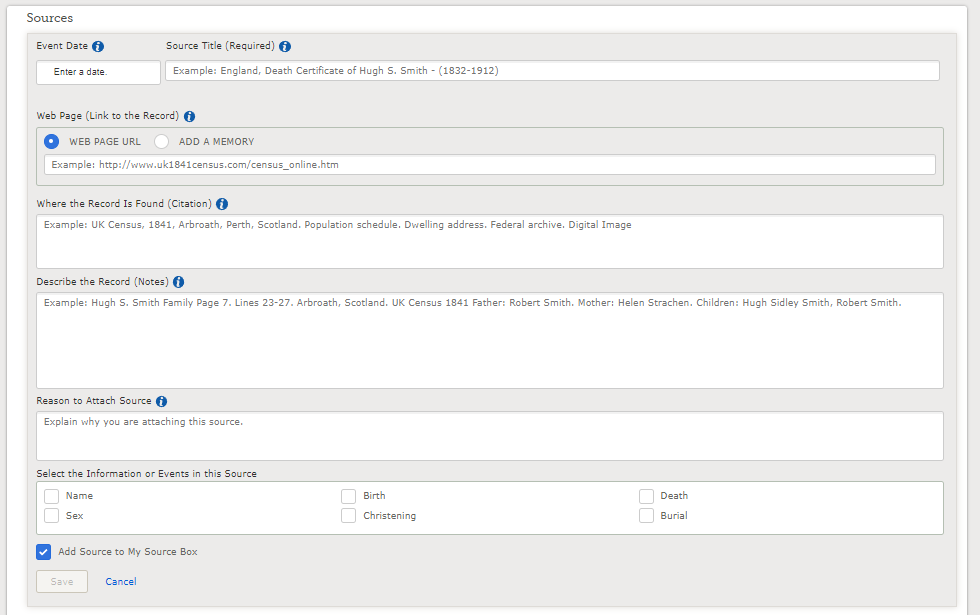 Sources
Event Date Source Title (Required)
Enter a date. Example: England, Death Certificate of Hugh S. Smith - (1832-1912)
Web Page (Link to the Record)
WEB PAGE URL ADD A MEMORY
Example: http://www.uk1841census.com/census_online.htm
Where the Record Is Found (Citation)
Example: UK Census, 1841, Arbroath, Perth, Scotland. Population schedule. Dwelling address. Federal archive. Digital Image
Describe the Record (Notes)
Example: Hugh S. Smith Family Page 7. Lines 23-27. Arbroath, Scotland. UK Census 1841 Father: Robert Smith. Mother: Helen Strachen. Children: Hugh Sidley Smith, Robert Smith.
Reason to Attach Source
Explain why you are attaching this source.
Select the Information or Events in this Source
Name Birth Death
Sex Christening Burial
Add Source to My Source Box
Save Cancel